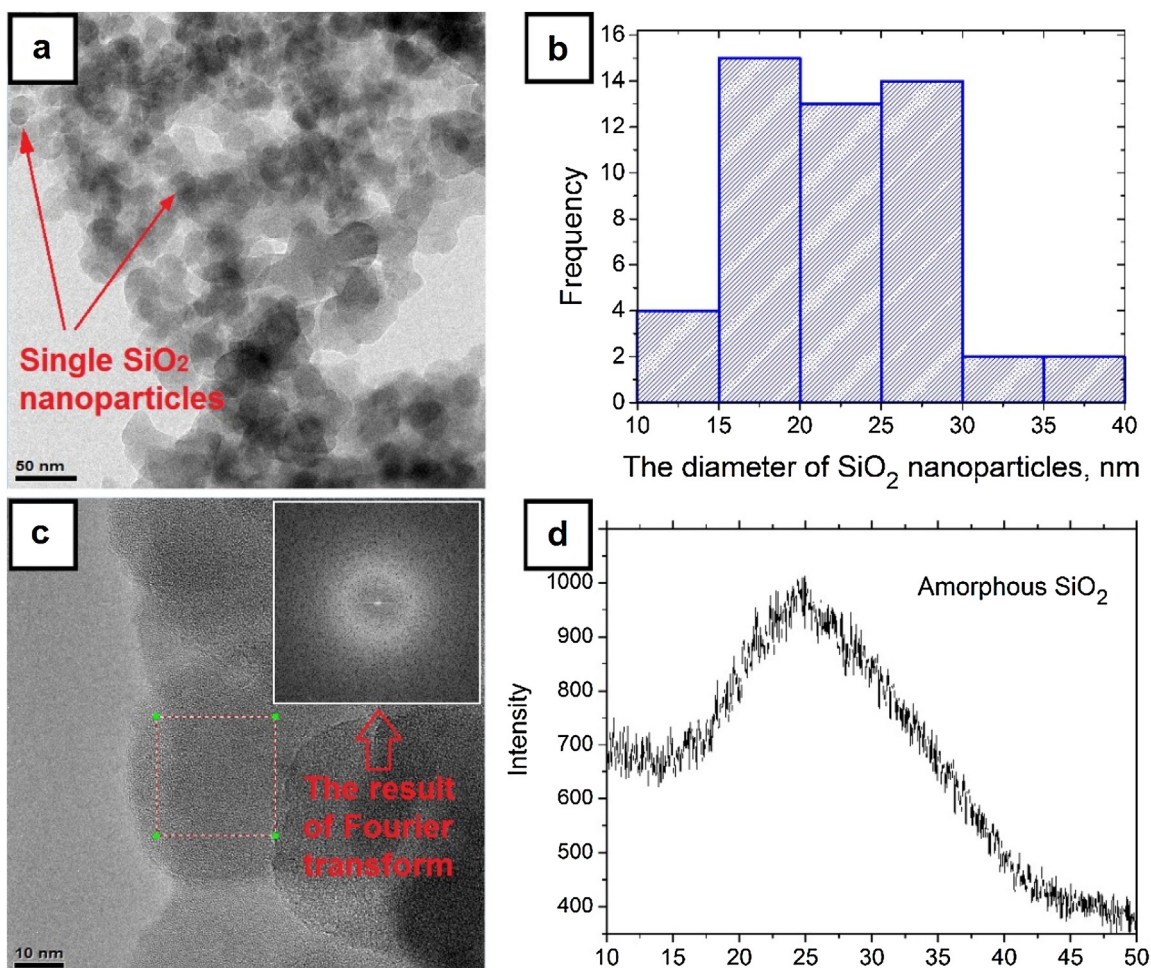 a
Single SiO₂
nanoparticles
50 nm
b
16
14
12
10
8
6
4
2
0
Frequency
10 15 20 25 30 35 40
The diameter of SiO₂ nanoparticles, nm
c
The result
of Fourier
transform
10 nm
d
Amorphous SiO₂
1000
900
800
700
600
500
400
Intensity
10 15 20 25 30 35 40 45 50